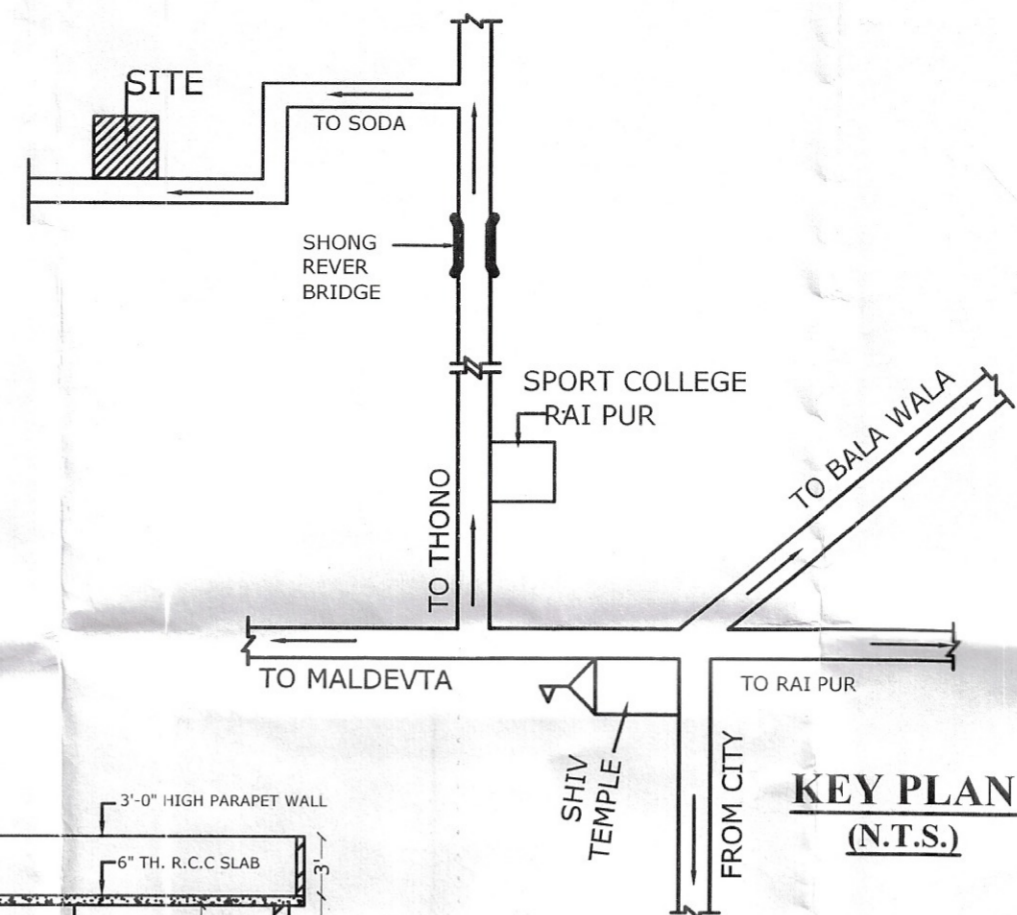 SITE
TO SODA
SHONG
REVER
BRIDGE
SPORT COLLEGE
RAI PUR
TO BALA WALA
TO THONO
TO MALDEVTA
TO RAI PUR
SHIV
TEMPLE
FROM CITY
KEY PLAN
(N.T.S.)
3'-0" HIGH PARAPET WALL
6" TH. R.C.C SLAB
3'